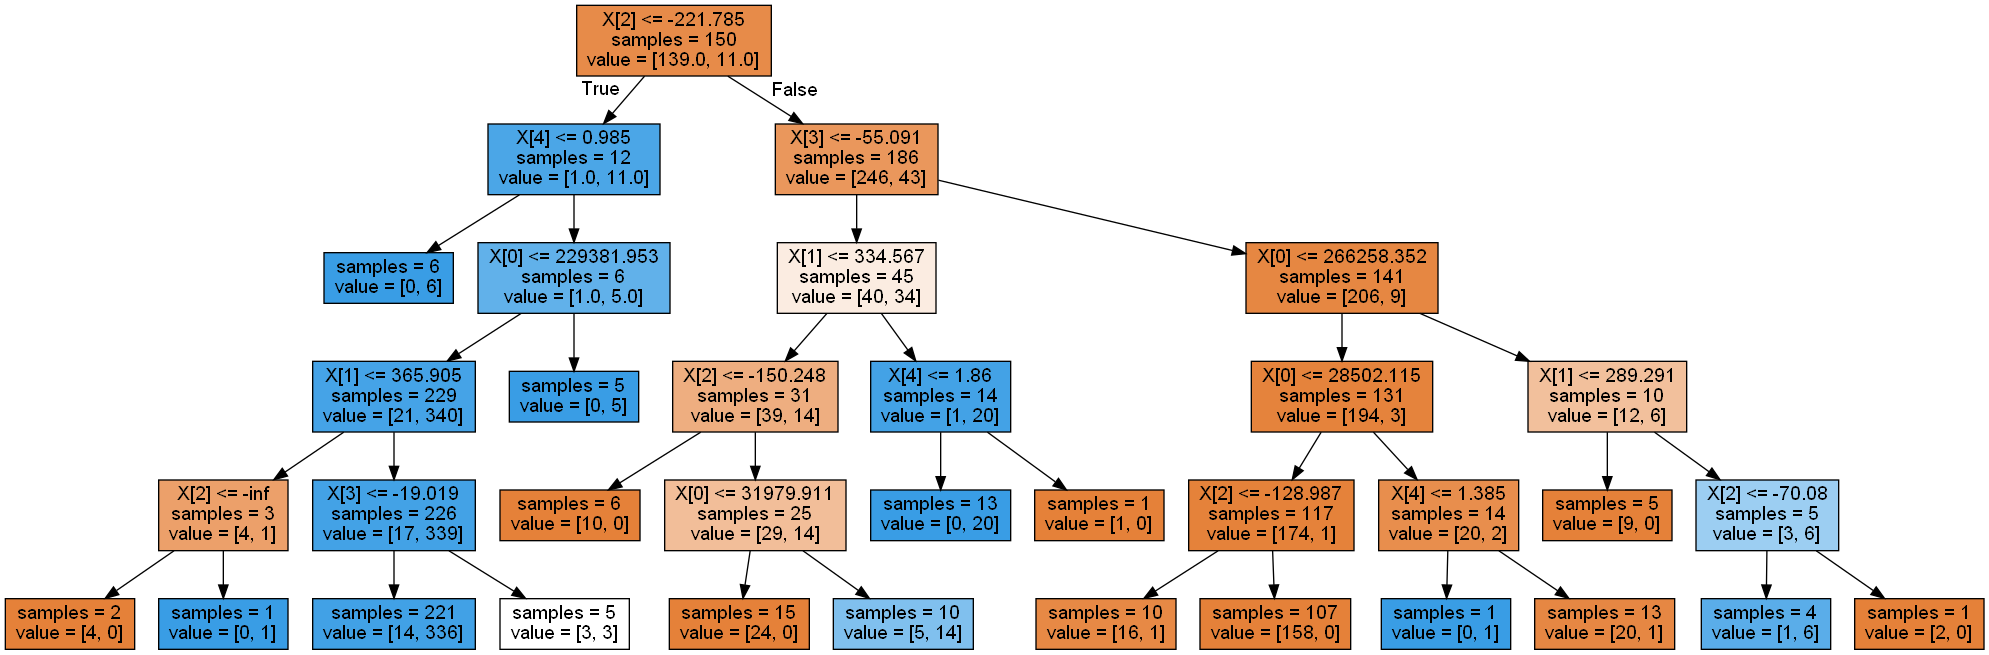 X[2] <= -221.785
samples = 150
value = [139.0, 11.0]
True
False
X[4] <= 0.985
samples = 12
value = [1.0, 11.0]
X[3] <= -55.091
samples = 186
value = [246, 43]
samples = 6
value = [0, 6]
X[0] <= 229381.953
samples = 6
value = [1.0, 5.0]
X[1] <= 334.567
samples = 45
value = [40, 34]
X[0] <= 266258.352
samples = 141
value = [206, 9]
X[1] <= 365.905
samples = 229
value = [21, 340]
samples = 5
value = [0, 5]
X[2] <= -150.248
samples = 31
value = [39, 14]
X[4] <= 1.86
samples = 14
value = [1, 20]
X[0] <= 28502.115
samples = 131
value = [194, 3]
X[1] <= 289.291
samples = 10
value = [12, 6]
X[2] <= -inf
samples = 3
value = [4, 1]
X[3] <= -19.019
samples = 226
value = [17, 339]
samples = 6
value = [10, 0]
X[0] <= 31979.911
samples = 25
value = [29, 14]
samples = 13
value = [0, 20]
samples = 1
value = [1, 0]
X[2] <= -128.987
samples = 117
value = [174, 1]
X[4] <= 1.385
samples = 14
value = [20, 2]
samples = 5
value = [9, 0]
X[2] <= -70.08
samples = 5
value = [3, 6]
samples = 2
value = [4, 0]
samples = 1
value = [0, 1]
samples = 221
value = [14, 336]
samples = 5
value = [3, 3]
samples = 15
value = [24, 0]
samples = 10
value = [5, 14]
samples = 10
value = [16, 1]
samples = 107
value = [158, 0]
samples = 1
value = [0, 1]
samples = 13
value = [20, 1]
samples = 4
value = [1, 6]
samples = 1
value = [2, 0]